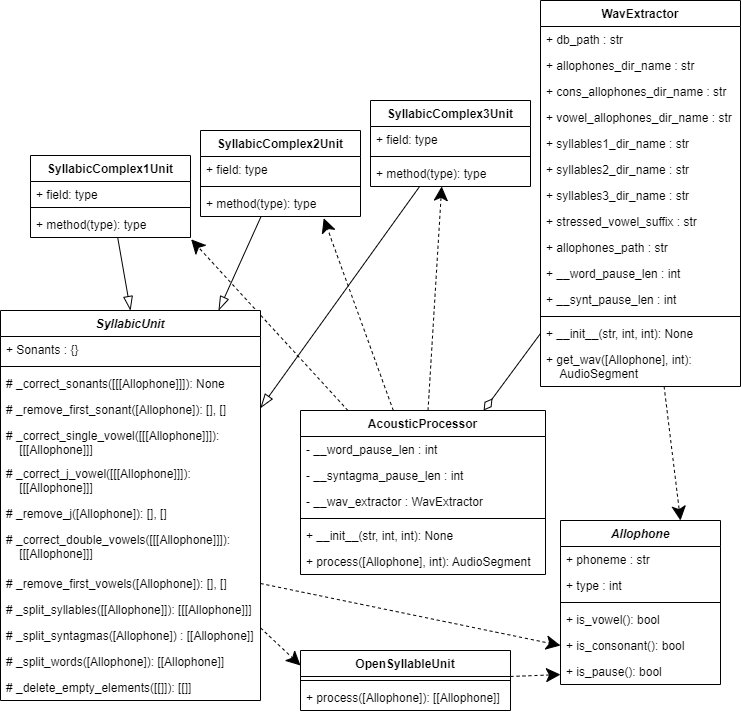 WavExtractor
+ db_path : str
+ allophones_dir_name : str
+ cons_allophones_dir_name : str
+ vowel_allophones_dir_name : str
+ syllables1_dir_name : str
+ syllables2_dir_name : str
+ syllables3_dir_name : str
+ stressed_vowel_suffix : str
+ allophones_path : str
+ __word_pause_len : int
+ __synt_pause_len : int
+ __init__(str, int, int): None
+ get_wav([Allophone], int):
AudioSegment
SyllabicComplex3Unit
+ field: type
+ method(type): type
SyllabicComplex2Unit
+ field: type
+ method(type): type
SyllabicComplex1Unit
+ field: type
+ method(type): type
SyllabicUnit
+ Sonants : {}
# _correct_sonants([[[Allophone]]]): None
# _remove_first_sonant([Allophone]): [], []
# _correct_single_vowel([[[Allophone]]]):
[[[Allophone]]]
# _correct_j_vowel([[[Allophone]]]):
[[[Allophone]]]
# _remove_j([Allophone]): [], []
# _correct_double_vowels([[[Allophone]]]):
[[[Allophone]]]
# _remove_first_vowels([Allophone]): [], []
# _split_syllables([[Allophone]]): [[[Allophone]]]
# _split_syntagmas([Allophone]) : [[Allophone]]
# _split_words([Allophone]): [[Allophone]]
# _delete_empty_elements([[]]): [[]]
AcousticProcessor
- __word_pause_len : int
- __syntagma_pause_len : int
- __wav_extractor : WavExtractor
+ __init__(str, int, int): None
+ process([Allophone], int): AudioSegment
Allophone
+ phoneme : str
+ type : int
+ is_vowel(): bool
+ is_consonant(): bool
+ is_pause(): bool
OpenSyllableUnit
+ process([Allophone]): [[Allophone]]